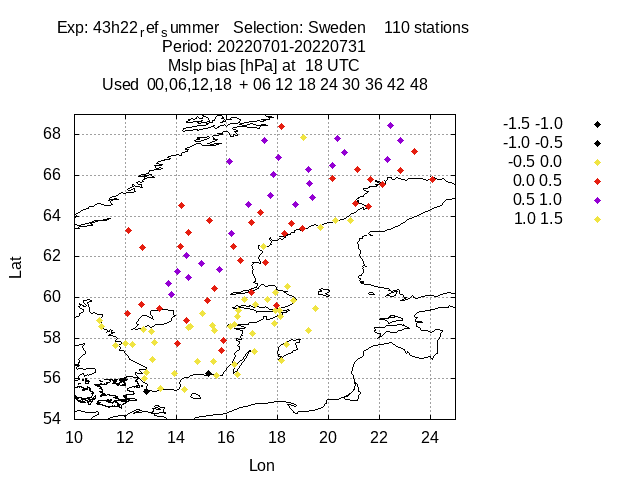 Exp: 43h22refsummer Selection: Sweden 110 stations
Period: 20220701-20220731
Mslp bias [hPa] at 18 UTC
Used 00,06,12,18 + 06 12 18 24 30 36 42 48
-1.5 -1.0
-1.0 -0.5
-0.5 0.0
0.0 0.5
0.5 1.0
1.0 1.5
68
66
64
62
60
58
56
54
Lat
10 12 14 16 18 20 22 24
Lon